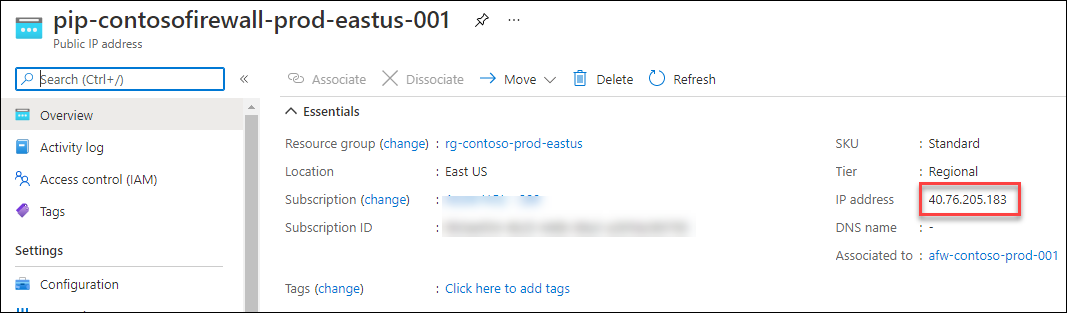 pip-contosofirewall-prod-eastus-001 ...
Public IP address
Search (Ctrl+/)
«
Associate
Dissociate
Move
Delete
Refresh
Overview
Activity log
Access control (IAM)
Tags
Settings
Configuration
Essentials
Resource group (change) : rg-contoso-prod-eastus
Location : East US
Subscription (change) :
Subscription ID :
SKU : Standard
Tier : Regional
IP address : 40.76.205.183
DNS name : -
Associated to : afw-contoso-prod-001
Tags (change) : Click here to add tags